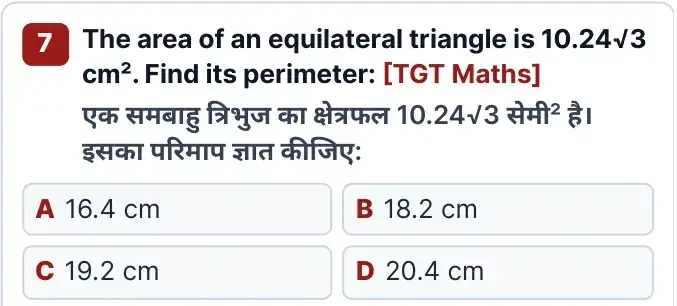 7 The area of an equilateral triangle is 10.24√3
cm². Find its perimeter: [TGT Maths]
एक समबाहु त्रिभुज का क्षेत्रफल 10.24√3 सेमी² है।
इसका परिमाप ज्ञात कीजिए:
A 16.4 cm
B 18.2 cm
C 19.2 cm
D 20.4 cm